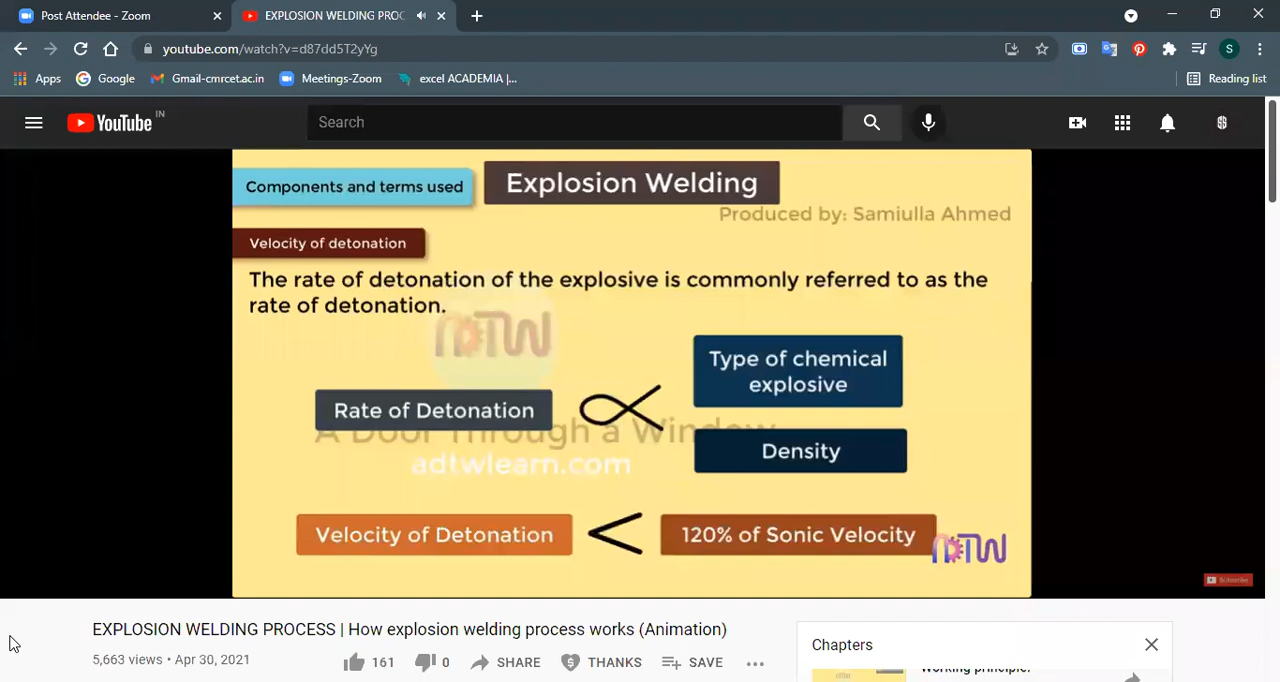 Post Attendee - Zoom
EXPLOSION WELDING PROC
youtube.com/watch?v=d87dd5T2yYg
S
Apps
Google
Gmail-cmrcet.ac.in
Meetings-Zoom
excel ACADEMIA |...
Reading list
YouTube IN
Search
Components and terms used
Explosion Welding
Produced by: Samiulla Ahmed
Velocity of detonation
The rate of detonation of the explosive is commonly referred to as the
rate of detonation.
Type of chemical
explosive
Rate of Detonation
A Door Through a Window
Density
adtwlearn.com
Velocity of Detonation
<
120% of Sonic Velocity
ADTW
Subscribe
EXPLOSION WELDING PROCESS | How explosion welding process works (Animation)
Chapters
5,663 views • Apr 30, 2021
161
0
SHARE
THANKS
SAVE
Working principle.